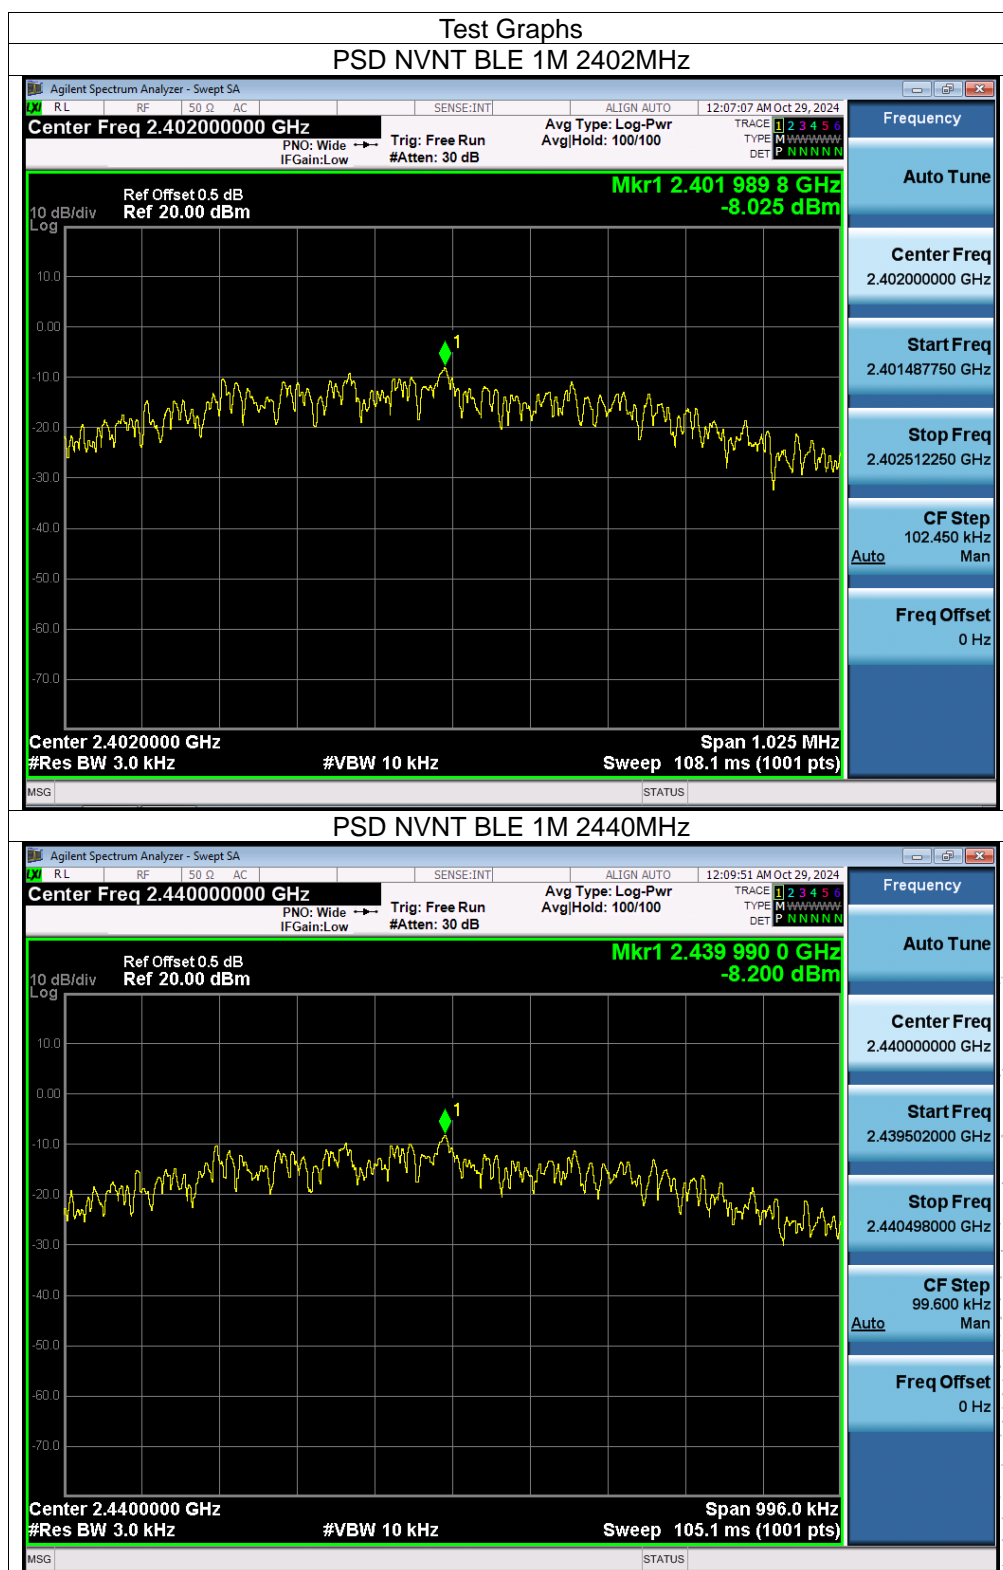 Test Graphs
PSD NVNT BLE 1M 2402MHz
Agilent Spectrum Analyzer - Swept SA
LXI RL RF 50 Ω AC SENSE:INT ALIGN AUTO 12:07:07 AM Oct 29, 2024
Center Freq 2.402000000 GHz
PNO: Wide
IFGain:Low
Trig: Free Run
#Atten: 30 dB
Avg Type: Log-Pwr
Avg|Hold: 100/100
TRACE 1 2 3 4 5 6
TYPE M WWWWW
DET P N N N N N
Frequency
Auto Tune
Center Freq
2.402000000 GHz
Start Freq
2.401487750 GHz
Stop Freq
2.402512250 GHz
CF Step
102.450 kHz
Auto Man
Freq Offset
0 Hz
Mkr1 2.401 989 8 GHz
-8.025 dBm
Ref Offset 0.5 dB
10 dB/div Ref 20.00 dBm
Log
1
10.0
0.00
-10.0
-20.0
-30.0
-40.0
-50.0
-60.0
-70.0
Center 2.4020000 GHz Span 1.025 MHz
#Res BW 3.0 kHz #VBW 10 kHz Sweep 108.1 ms (1001 pts)
MSG STATUS
PSD NVNT BLE 1M 2440MHz
Agilent Spectrum Analyzer - Swept SA
LXI RL RF 50 Ω AC SENSE:INT ALIGN AUTO 12:09:51 AM Oct 29, 2024
Center Freq 2.440000000 GHz
PNO: Wide
IFGain:Low
Trig: Free Run
#Atten: 30 dB
Avg Type: Log-Pwr
Avg|Hold: 100/100
TRACE 1 2 3 4 5 6
TYPE M WWWWW
DET P N N N N N
Frequency
Auto Tune
Center Freq
2.440000000 GHz
Start Freq
2.439502000 GHz
Stop Freq
2.440498000 GHz
CF Step
99.600 kHz
Auto Man
Freq Offset
0 Hz
Mkr1 2.439 990 0 GHz
-8.200 dBm
Ref Offset 0.5 dB
10 dB/div Ref 20.00 dBm
Log
1
10.0
0.00
-10.0
-20.0
-30.0
-40.0
-50.0
-60.0
-70.0
Center 2.4400000 GHz Span 996.0 kHz
#Res BW 3.0 kHz #VBW 10 kHz Sweep 105.1 ms (1001 pts)
MSG STATUS